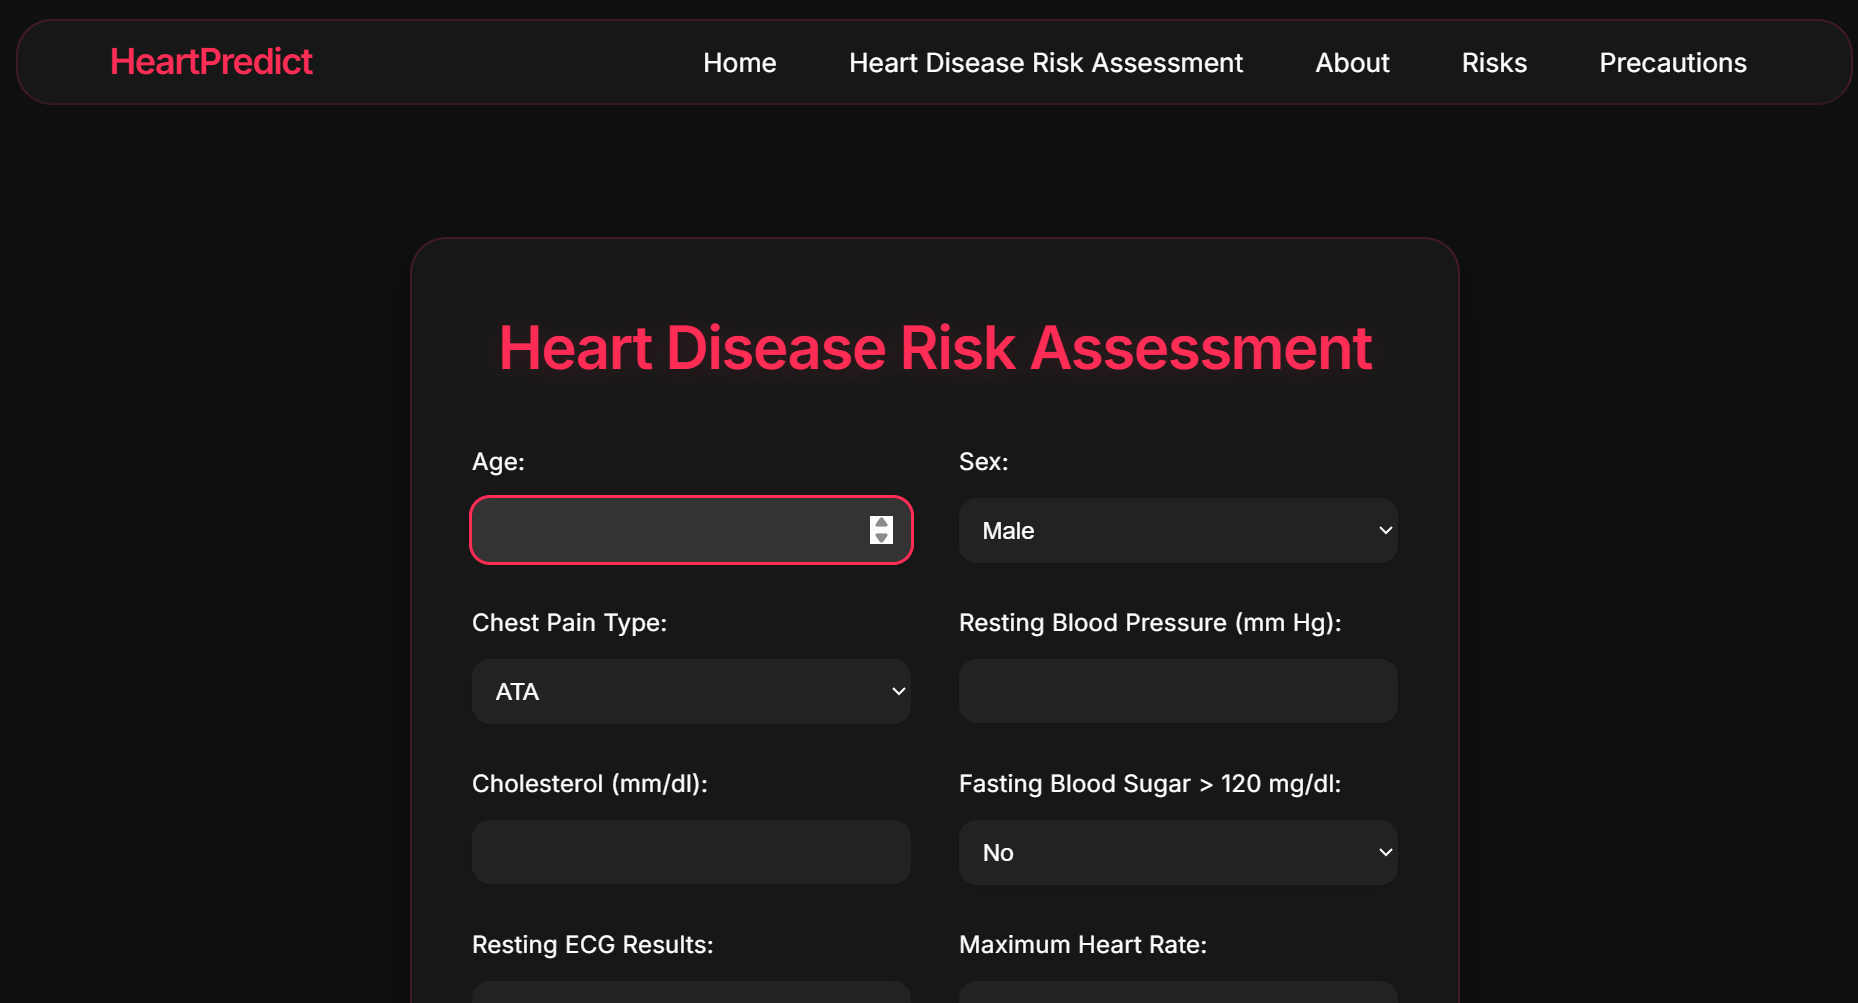 HeartPredict
Home Heart Disease Risk Assessment About Risks Precautions
Heart Disease Risk Assessment
Age: Sex:
Male
Chest Pain Type: Resting Blood Pressure (mm Hg):
ATA
Cholesterol (mm/dl): Fasting Blood Sugar > 120 mg/dl:
No
Resting ECG Results: Maximum Heart Rate: